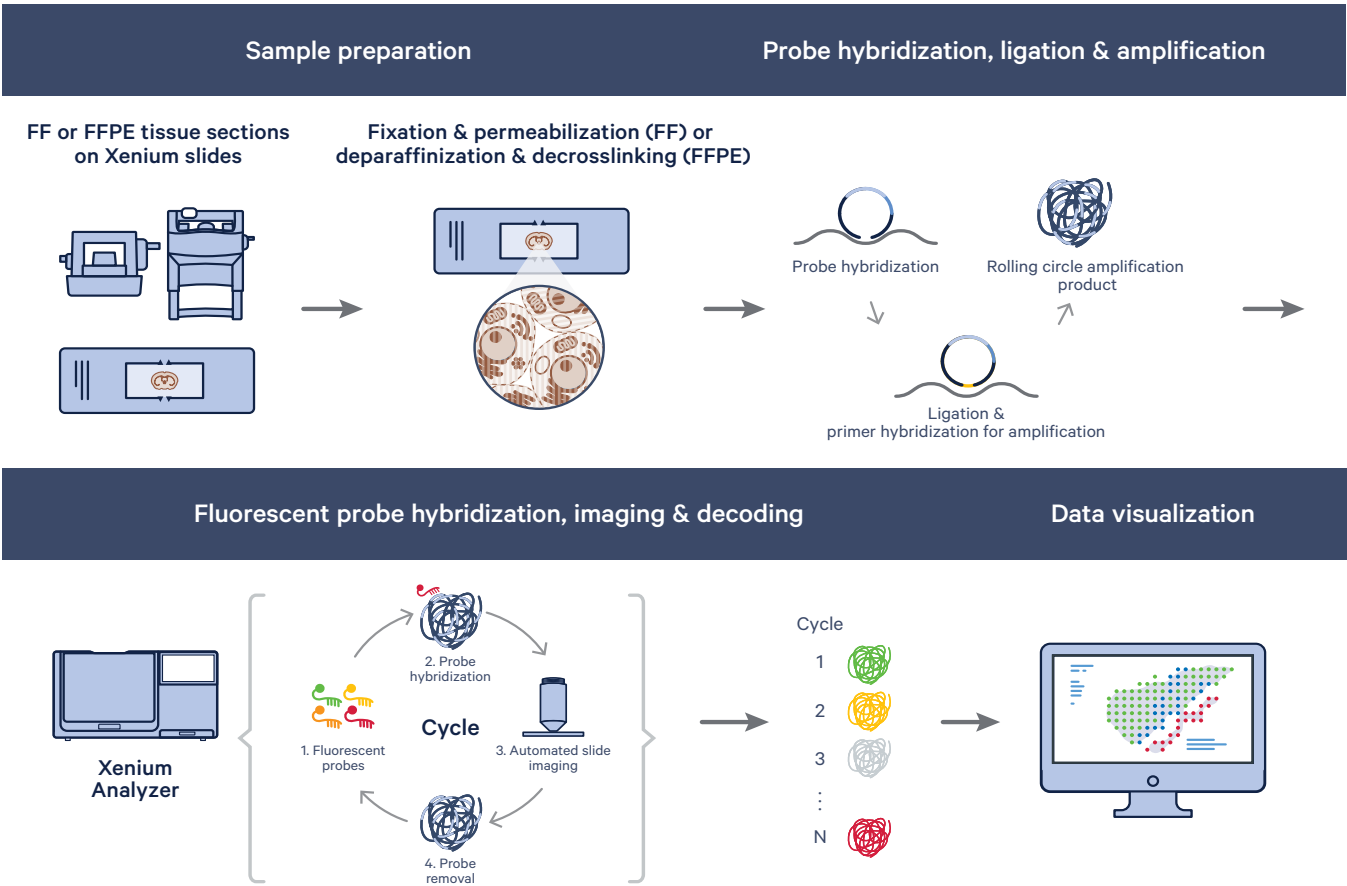 Sample preparation
Probe hybridization, ligation & amplification
FF or FFPE tissue sections
on Xenium slides
Fixation & permeabilization (FF) or
deparaffinization & decrosslinking (FFPE)
Probe hybridization
Rolling circle amplification
product
Ligation &
primer hybridization for amplification
Fluorescent probe hybridization, imaging & decoding
Data visualization
Xenium
Analyzer
1. Fluorescent
probes
2. Probe
hybridization
Cycle
3. Automated slide
imaging
4. Probe
removal
Cycle
1
2
3
⋮
N